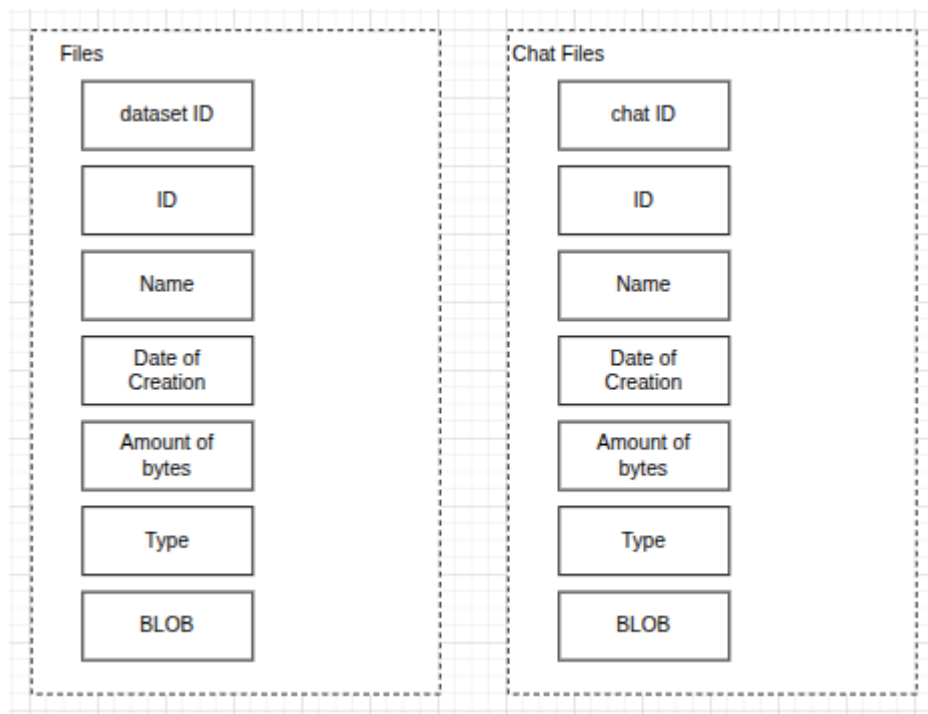 Files
dataset ID
ID
Name
Date of
Creation
Amount of
bytes
Type
BLOB
Chat Files
chat ID
ID
Name
Date of
Creation
Amount of
bytes
Type
BLOB